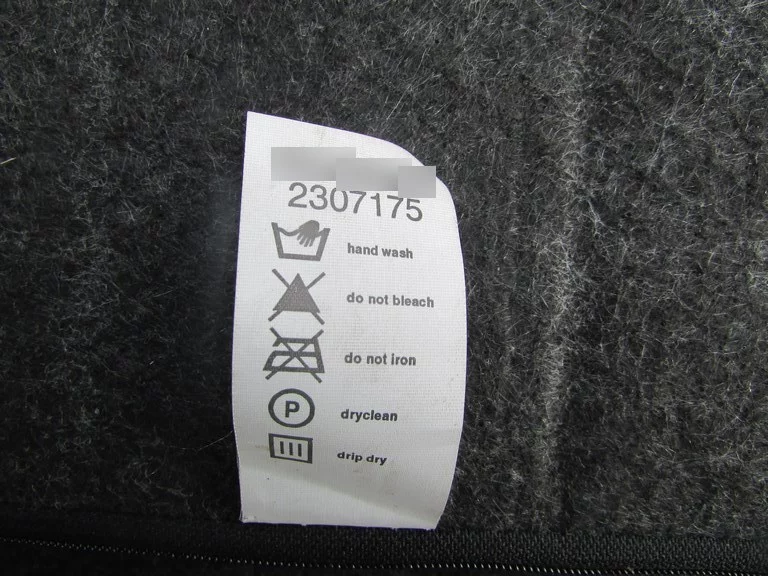 2307175
hand wash
do not bleach
do not iron
P dryclean
drip dry